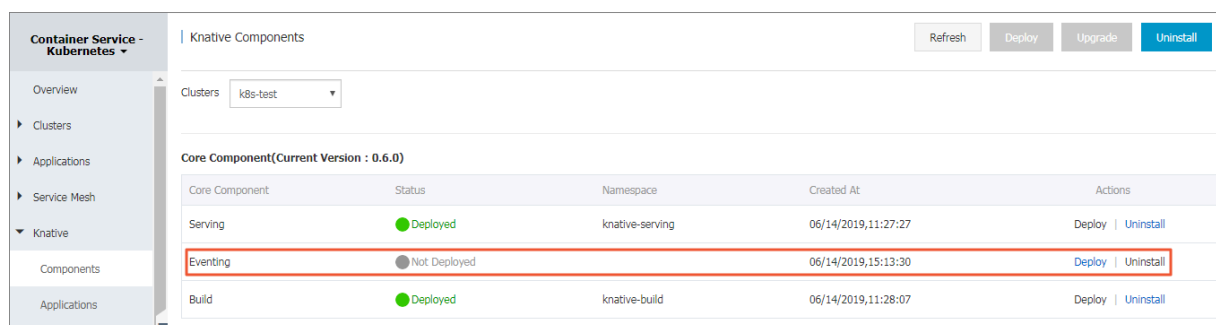 Container Service -
Kubernetes
Knative Components
Refresh
Deploy
Upgrade
Uninstall
Overview
Clusters
Applications
Service Mesh
Knative
Components
Applications
Clusters
k8s-test
Core Component(Current Version : 0.6.0)
Core Component Status Namespace Created At Actions
Serving Deployed knative-serving 06/14/2019,11:27:27 Deploy | Uninstall
Eventing Not Deployed 06/14/2019,15:13:30 Deploy | Uninstall
Build Deployed knative-build 06/14/2019,11:28:07 Deploy | Uninstall